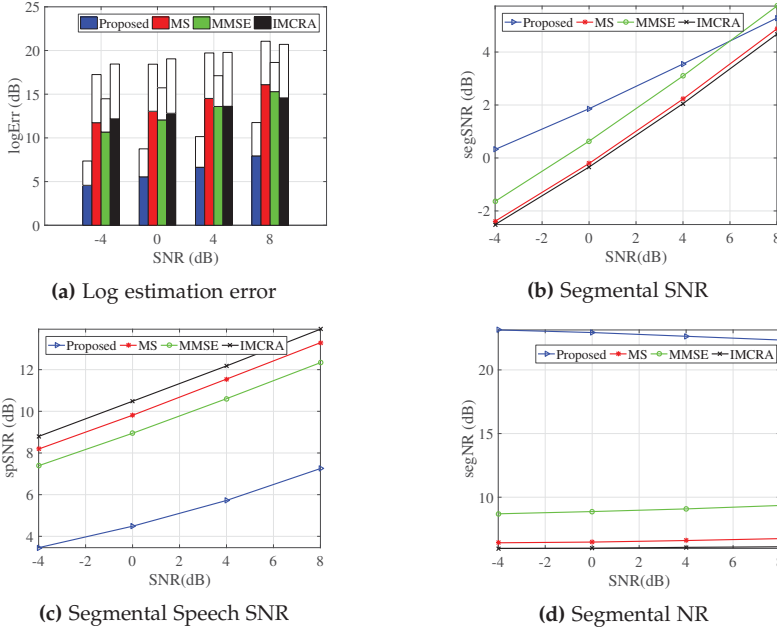 Proposed MS MMSE IMCRA
25
20
15
10
5
0
logErr (dB)
-4 0 4 8
SNR (dB)
(a) Log estimation error
Proposed MS MMSE IMCRA
4
2
0
-2
segSNR (dB)
-4 -2 0 2 4 6 8
SNR(dB)
(b) Segmental SNR
Proposed MS MMSE IMCRA
12
10
8
6
4
spSNR (dB)
-4 -2 0 2 4 6 8
SNR(dB)
(c) Segmental Speech SNR
Proposed MS MMSE IMCRA
20
10
segNR (dB)
-4 -2 0 2 4 6 8
SNR(dB)
(d) Segmental NR